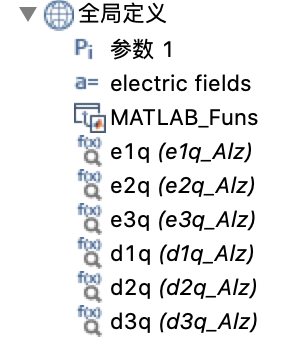 全局定义
Pi 参数 1
a= electric fields
MATLAB_Funs
f(x) e1q (e1q_Alz)
f(x) e2q (e2q_Alz)
f(x) e3q (e3q_Alz)
f(x) d1q (d1q_Alz)
f(x) d2q (d2q_Alz)
f(x) d3q (d3q_Alz)